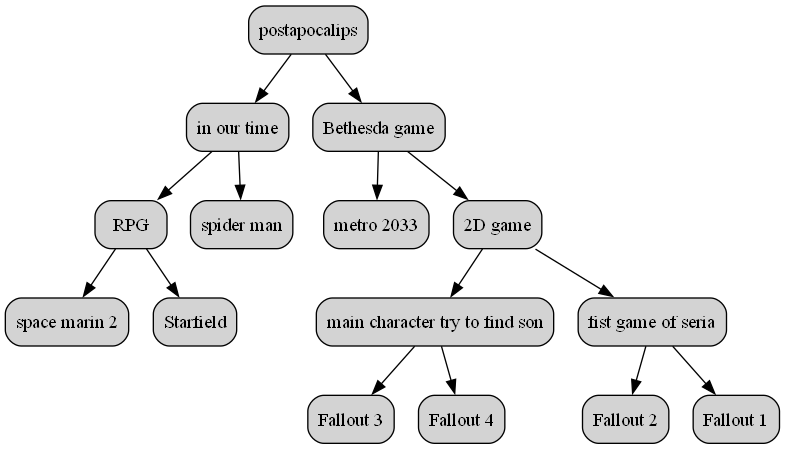 postapocalips
in our time
Bethesda game
RPG
spider man
metro 2033
2D game
space marin 2
Starfield
main character try to find son
fist game of seria
Fallout 3
Fallout 4
Fallout 2
Fallout 1